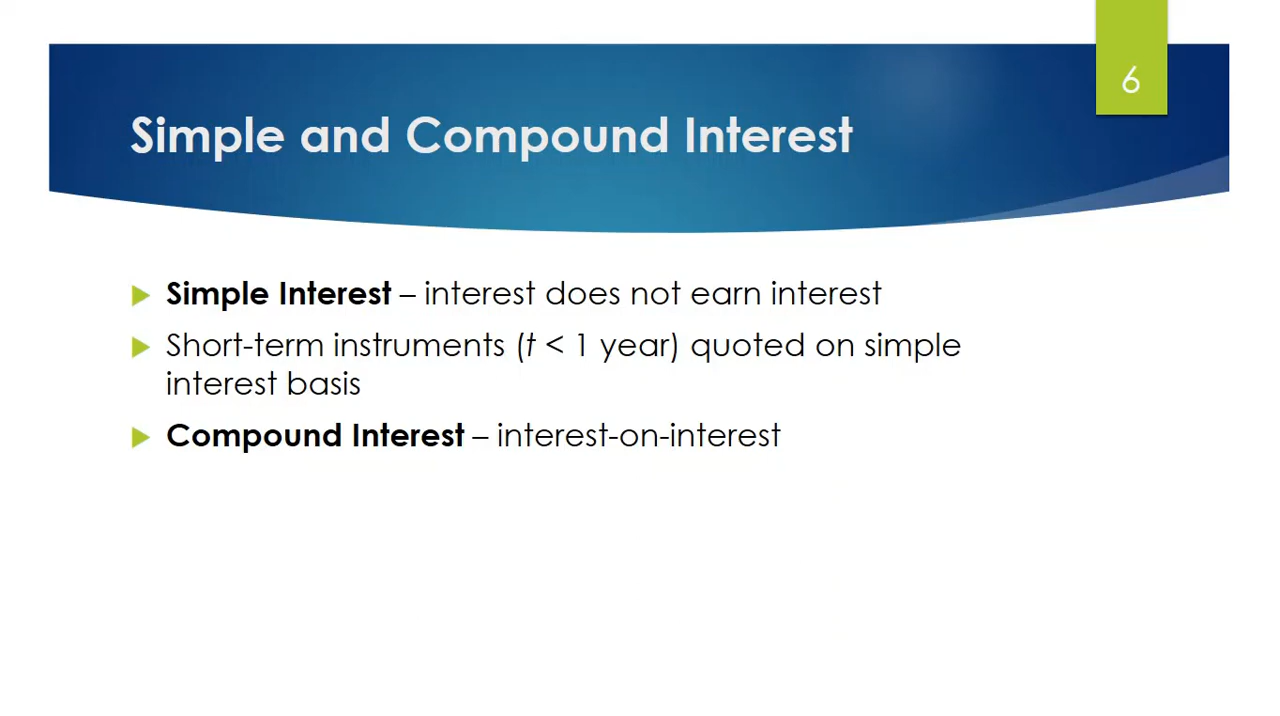 6
Simple and Compound Interest
Simple Interest – interest does not earn interest
Short-term instruments (t < 1 year) quoted on simple
interest basis
Compound Interest – interest-on-interest